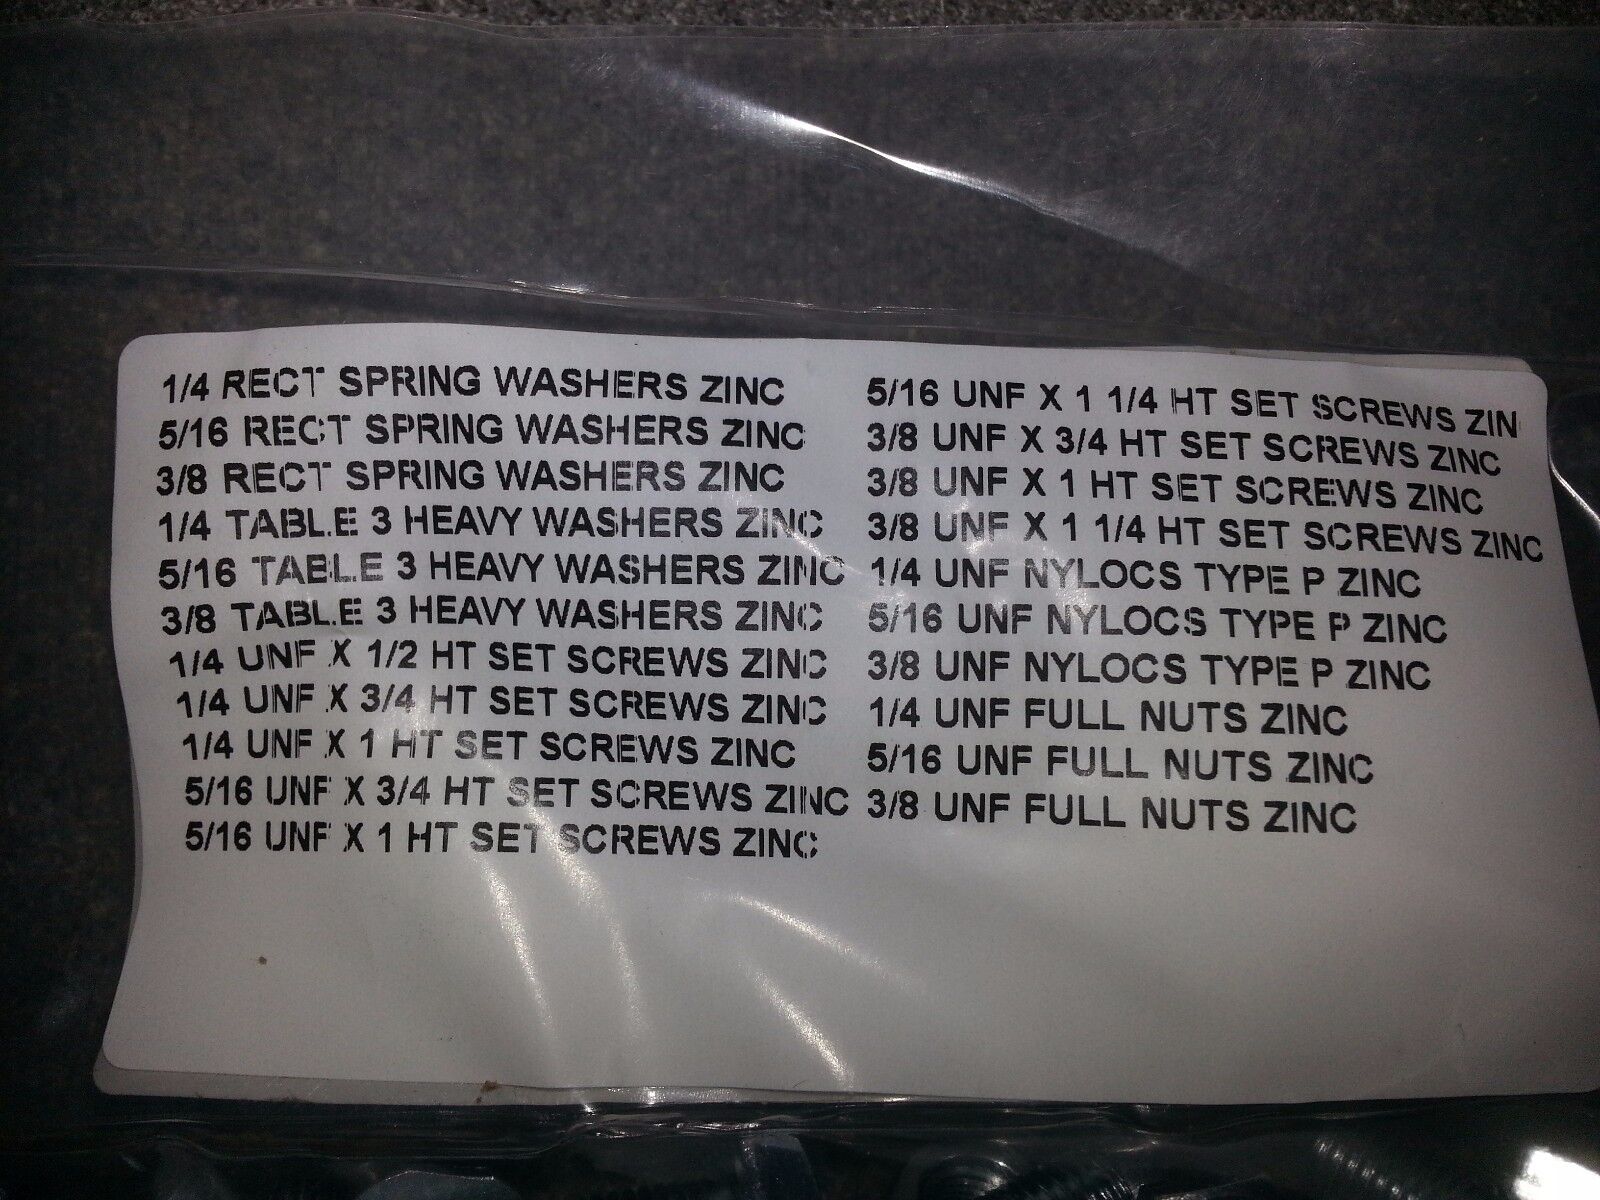 1/4 RECT SPRING WASHERS ZINC
5/16 RECT SPRING WASHERS ZINC
3/8 RECT SPRING WASHERS ZINC
1/4 TABLE 3 HEAVY WASHERS ZINC
5/16 TABLE 3 HEAVY WASHERS ZINC
3/8 TABLE 3 HEAVY WASHERS ZINC
1/4 UNF X 1/2 HT SET SCREWS ZINC
1/4 UNF X 3/4 HT SET SCREWS ZINC
1/4 UNF X 1 HT SET SCREWS ZINC
5/16 UNF X 3/4 HT SET SCREWS ZINC
5/16 UNF X 1 HT SET SCREWS ZINC
5/16 UNF X 1 1/4 HT SET SCREWS ZIN
3/8 UNF X 3/4 HT SET SCREWS ZINC
3/8 UNF X 1 HT SET SCREWS ZINC
3/8 UNF X 1 1/4 HT SET SCREWS ZINC
1/4 UNF NYLOCS TYPE P ZINC
5/16 UNF NYLOCS TYPE P ZINC
3/8 UNF NYLOCS TYPE P ZINC
1/4 UNF FULL NUTS ZINC
5/16 UNF FULL NUTS ZINC
3/8 UNF FULL NUTS ZINC